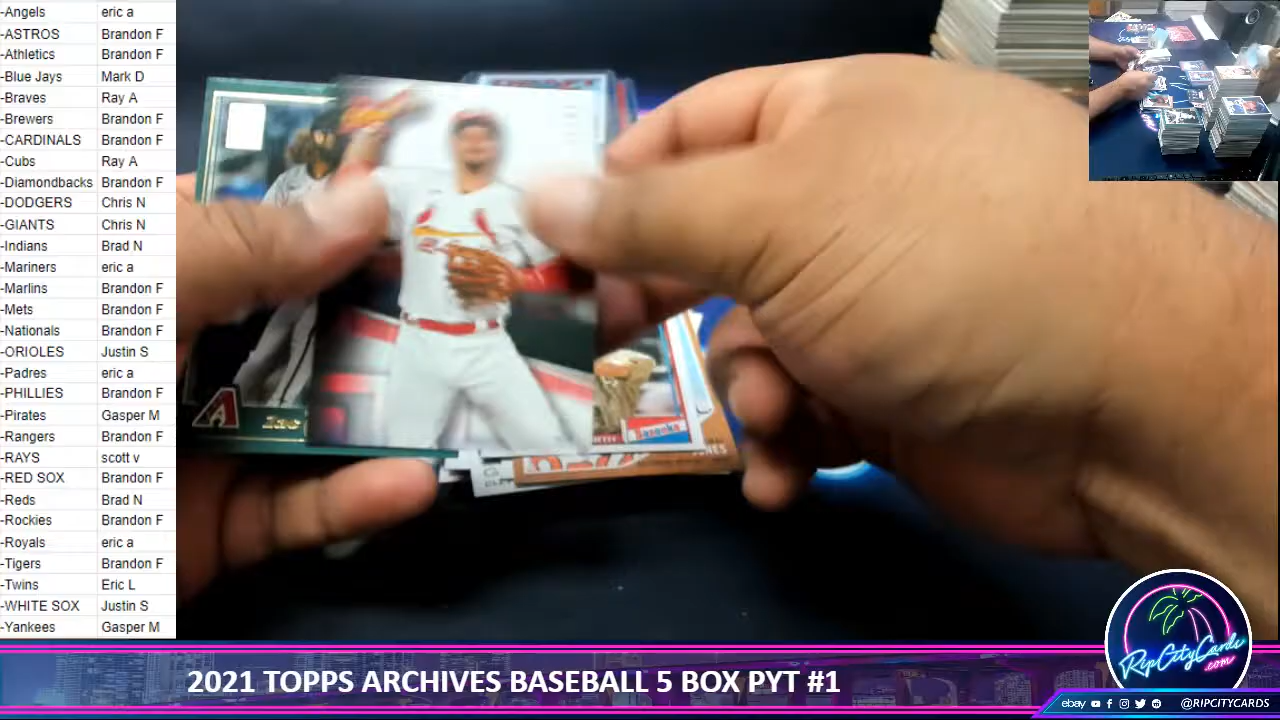 -Angels eric a
-ASTROS Brandon F
-Athletics Brandon F
-Blue Jays Mark D
-Braves Ray A
-Brewers Brandon F
-CARDINALS Brandon F
-Cubs Ray A
-Diamondbacks Brandon F
-DODGERS Chris N
-GIANTS Chris N
-Indians Brad N
-Mariners eric a
-Marlins Brandon F
-Mets Brandon F
-Nationals Brandon F
-ORIOLES Justin S
-Padres eric a
-PHILLIES Brandon F
-Pirates Gasper M
-Rangers Brandon F
-RAYS scott v
-RED SOX Brandon F
-Reds Brad N
-Rockies Brandon F
-Royals eric a
-Tigers Brandon F
-Twins Eric L
-WHITE SOX Justin S
-Yankees Gasper M
A Zac
RipCityCards
.com
2021 TOPPS ARCHIVES BASEBALL 5 BOX PYT #1
ebay @RIPCITYCARDS